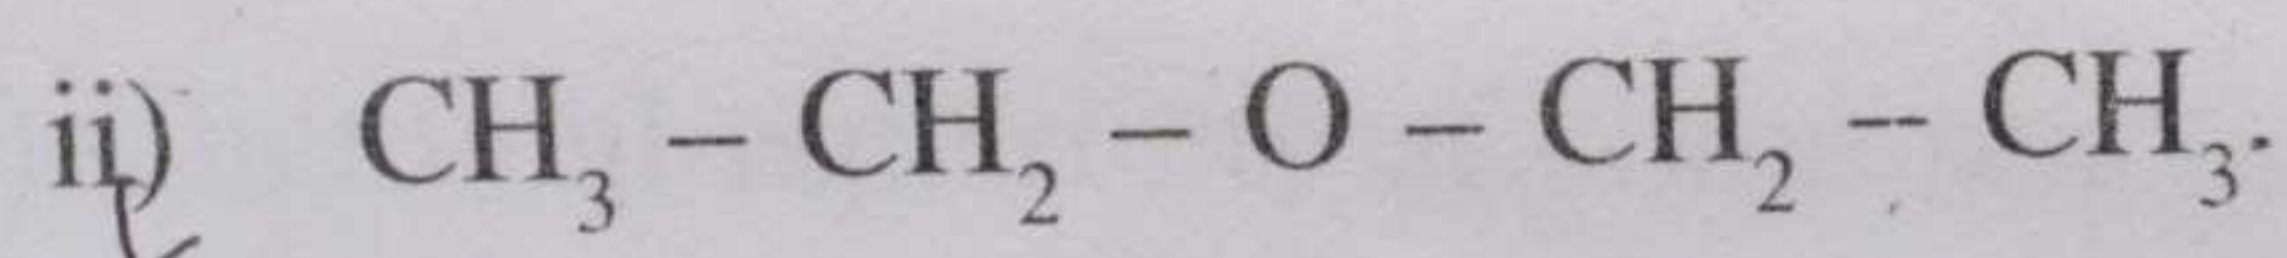 ii) CH₃ – CH₂ – O – CH₂ – CH₃.